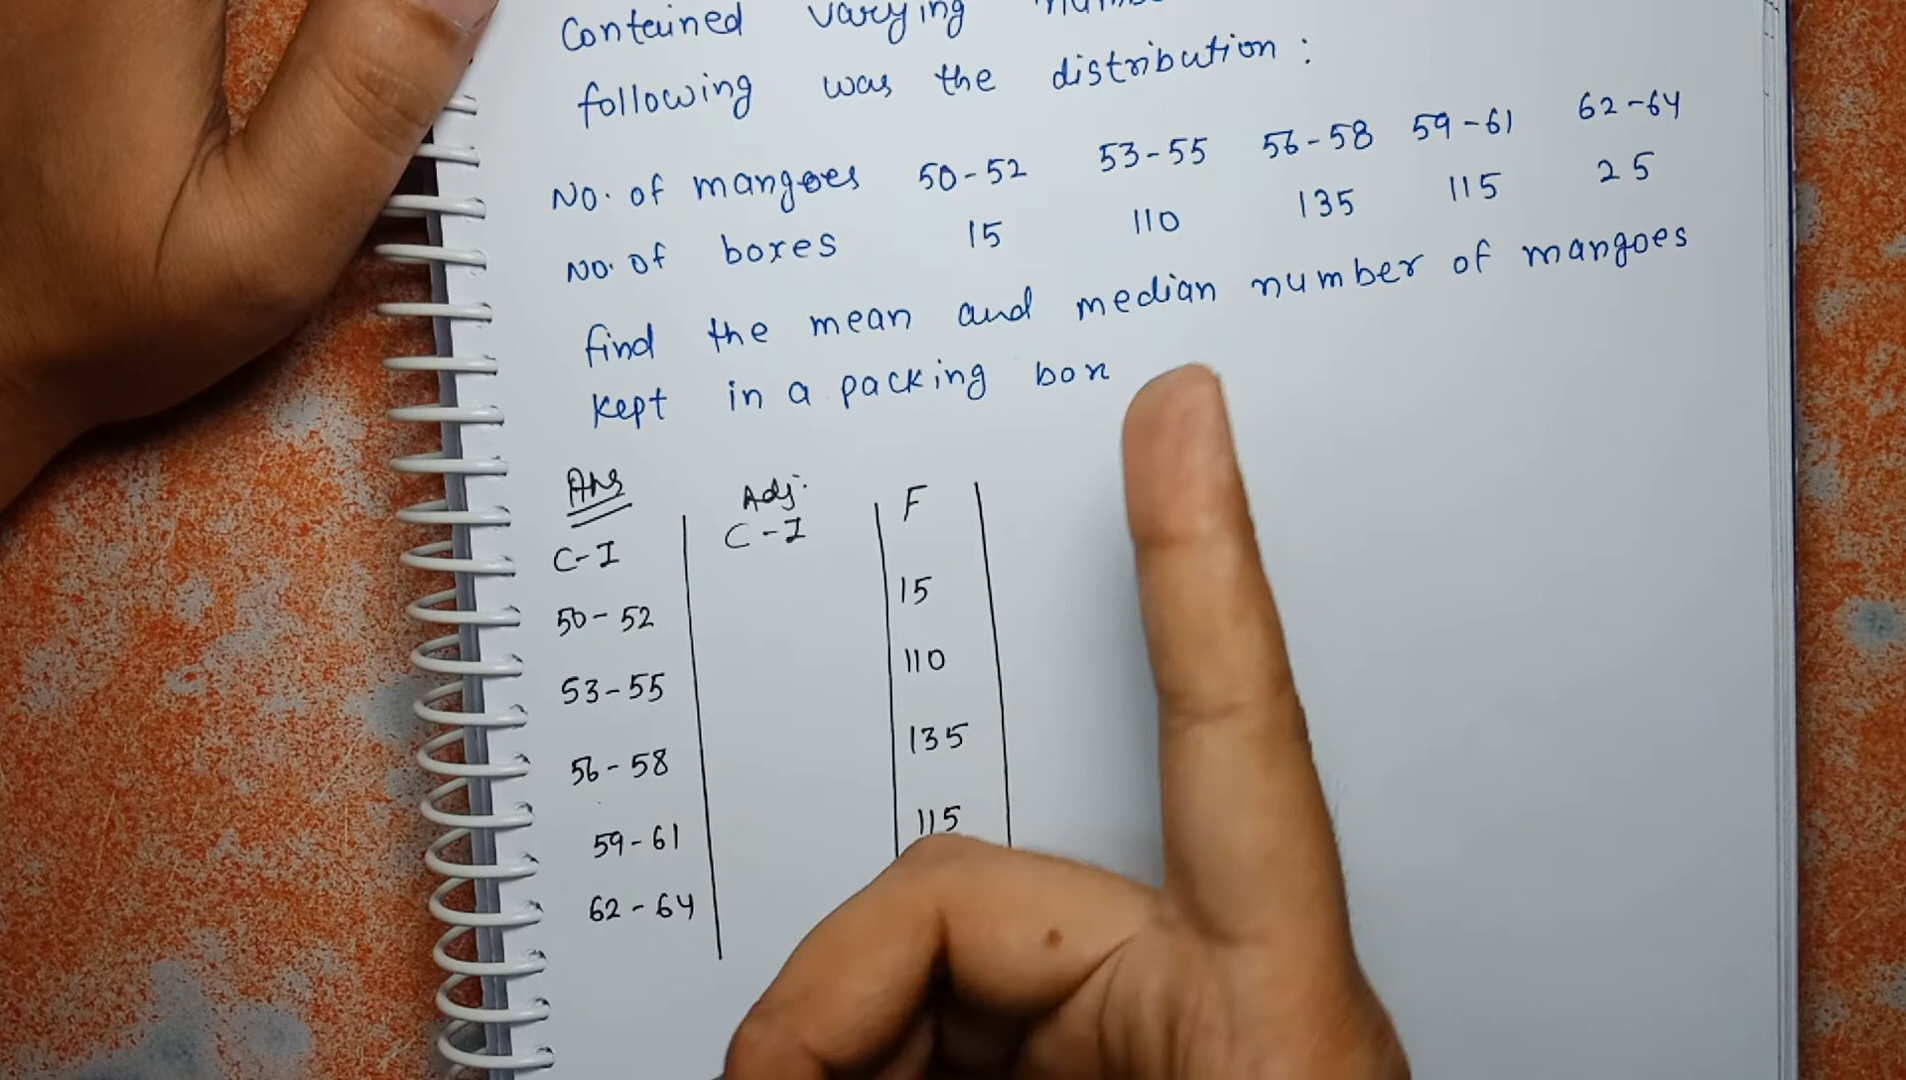 Contained varying
following was the distribution :
No. of mangoes 50-52 53-55 56-58 59-61 62-64
No. of boxes 15 110 135 115 25
find the mean and median number of mangoes
kept in a packing box
Ans
C-I Adj. C-I F
50-52 15
53-55 110
56-58 135
59-61 115
62-64